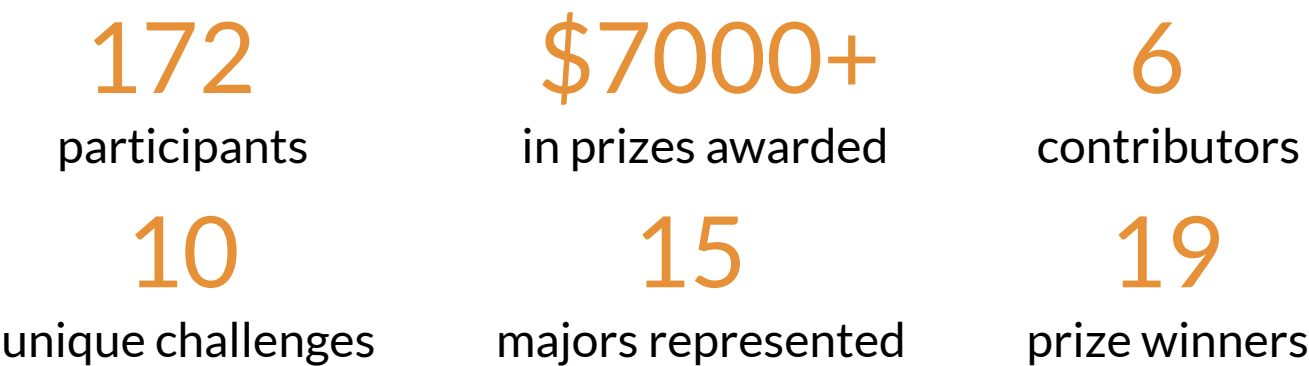 172 $7000+ 6
participants in prizes awarded contributors
10 15 19
unique challenges majors represented prize winners